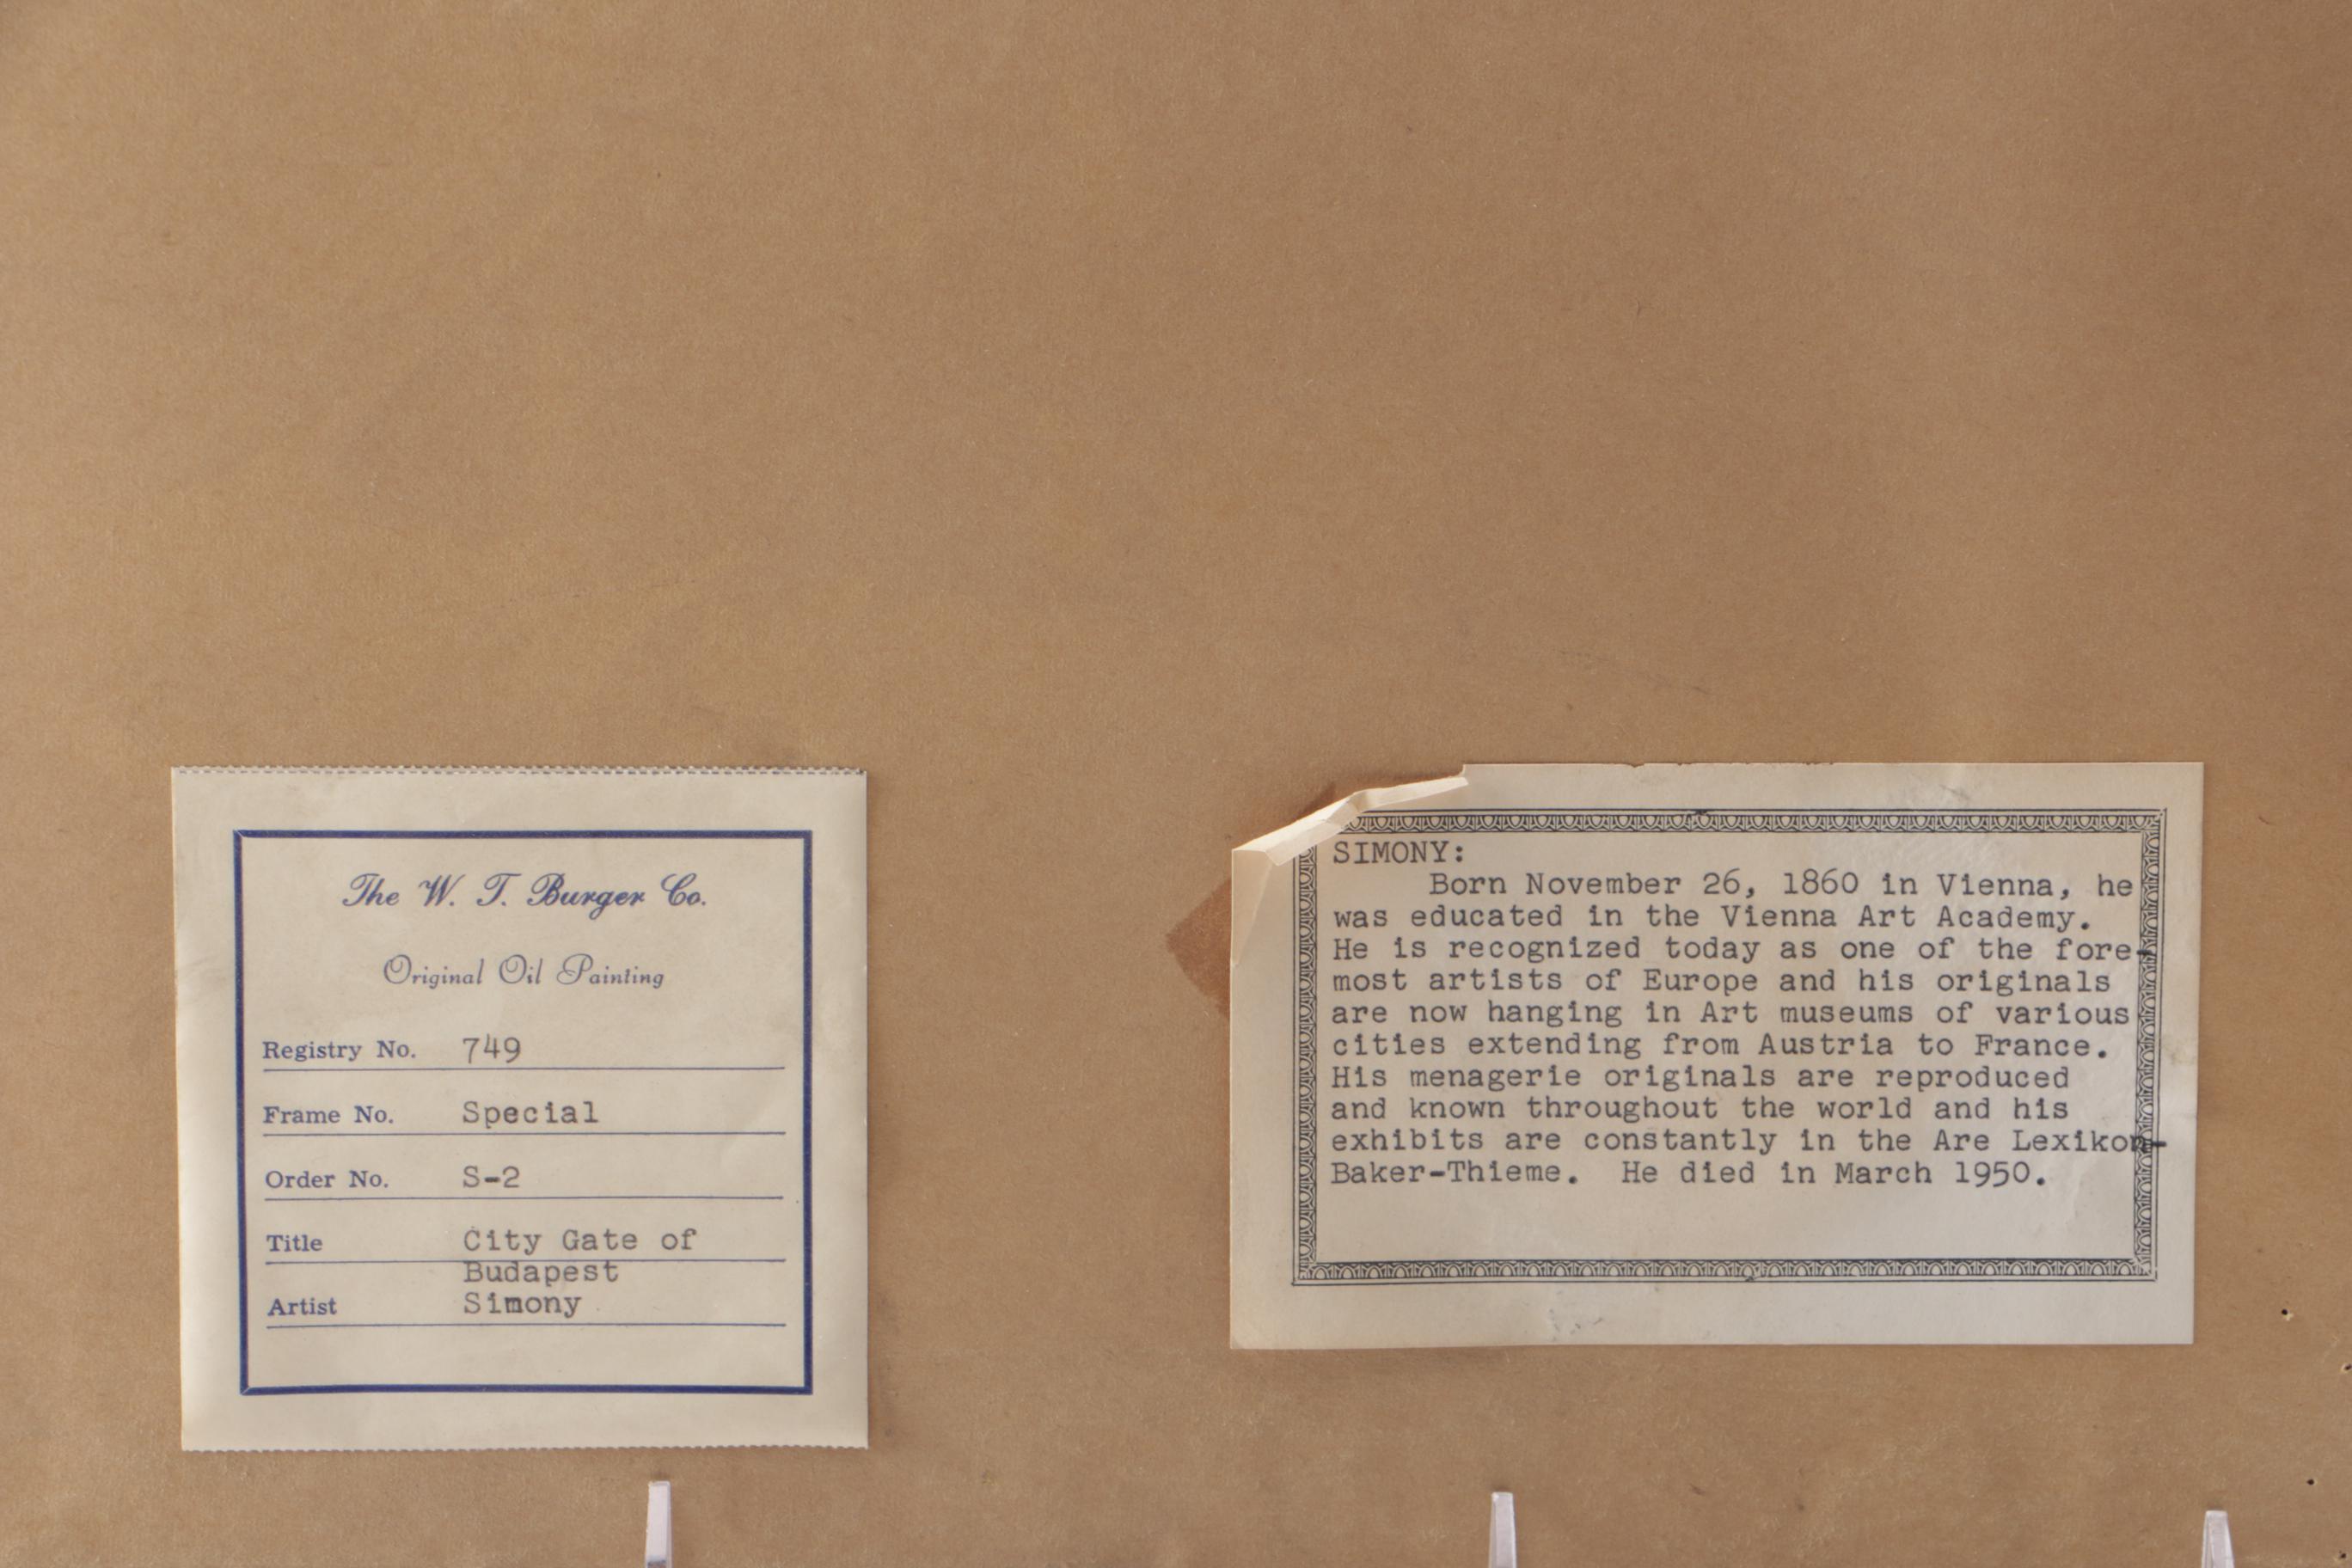 The W. T. Burger Co.
Original Oil Painting
Registry No. 749
Frame No. Special
Order No. S-2
Title City Gate of
Budapest
Artist Simony
SIMONY:
Born November 26, 1860 in Vienna, he
was educated in the Vienna Art Academy.
He is recognized today as one of the fore-
most artists of Europe and his originals
are now hanging in Art museums of various
cities extending from Austria to France.
His menagerie originals are reproduced
and known throughout the world and his
exhibits are constantly in the Are Lexikon-
Baker-Thieme. He died in March 1950.